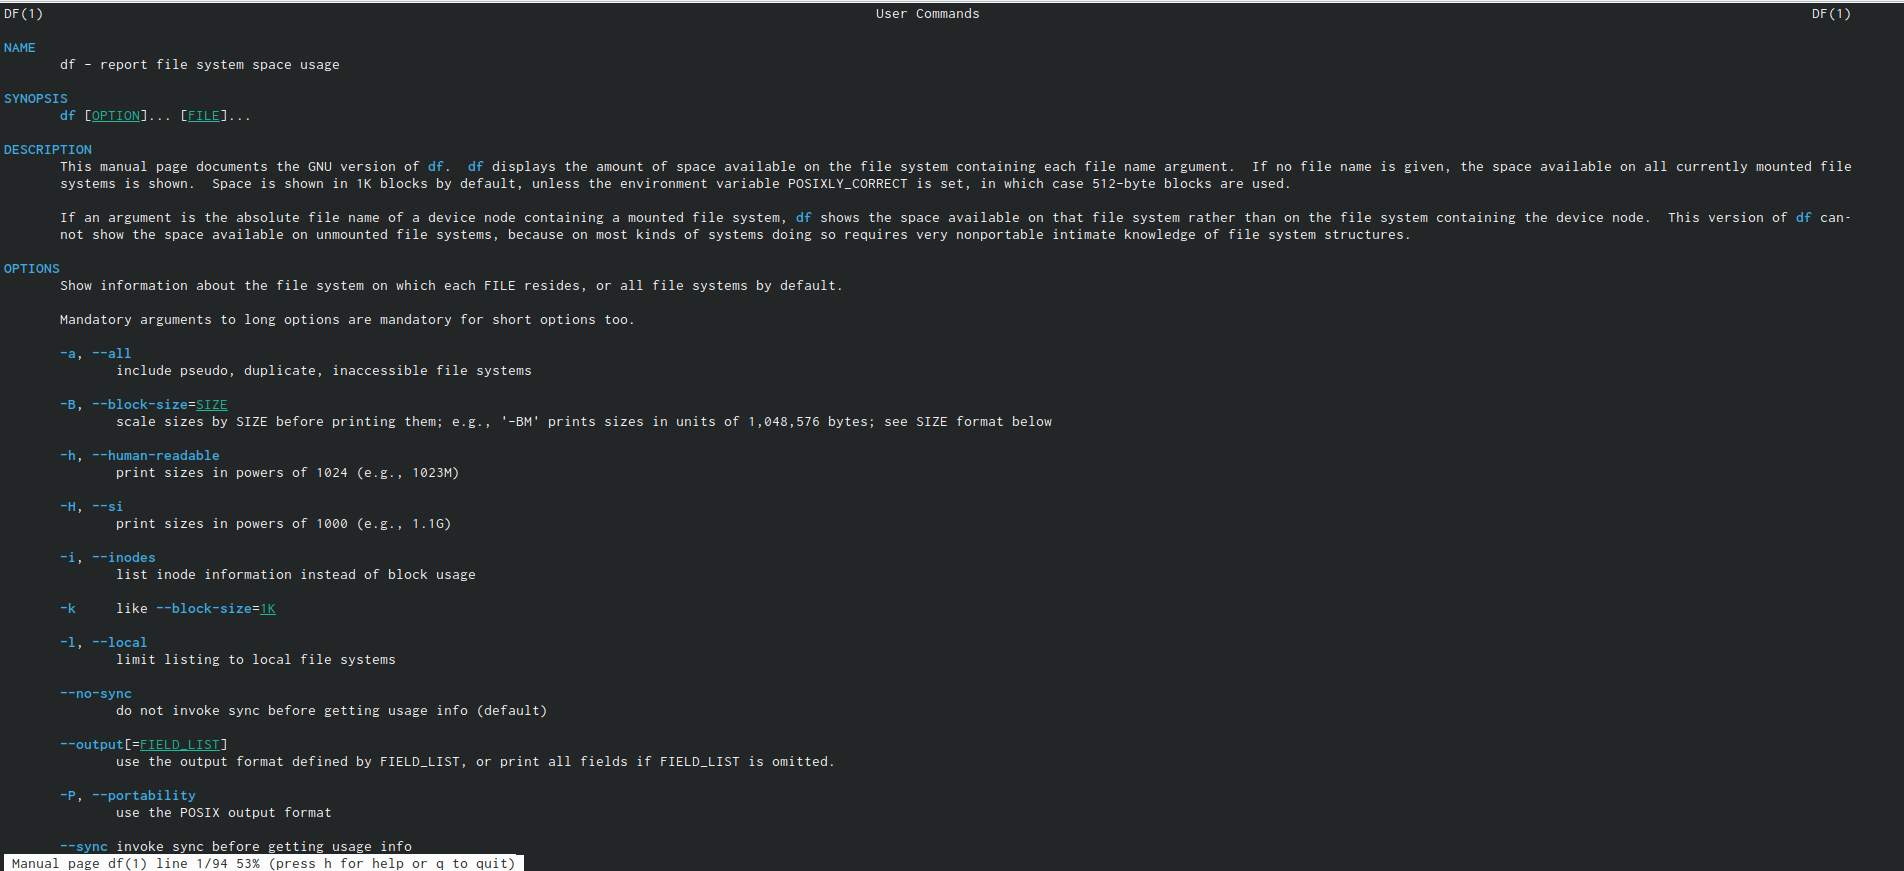 DF(1) User Commands DF(1)
NAME
df - report file system space usage
SYNOPSIS
df [OPTION]... [FILE]...
DESCRIPTION
This manual page documents the GNU version of df.  df displays the amount of space available on the file system containing each file name argument.  If no file name is given, the space available on all currently mounted file
systems is shown.  Space is shown in 1K blocks by default, unless the environment variable POSIXLY_CORRECT is set, in which case 512-byte blocks are used.
If an argument is the absolute file name of a device node containing a mounted file system, df shows the space available on that file system rather than on the file system containing the device node.  This version of df can-
not show the space available on unmounted file systems, because on most kinds of systems doing so requires very nonportable intimate knowledge of file system structures.
OPTIONS
Show information about the file system on which each FILE resides, or all file systems by default.
Mandatory arguments to long options are mandatory for short options too.
-a, --all
include pseudo, duplicate, inaccessible file systems
-B, --block-size=SIZE
scale sizes by SIZE before printing them; e.g., '-BM' prints sizes in units of 1,048,576 bytes; see SIZE format below
-h, --human-readable
print sizes in powers of 1024 (e.g., 1023M)
-H, --si
print sizes in powers of 1000 (e.g., 1.1G)
-i, --inodes
list inode information instead of block usage
-k     like --block-size=1K
-l, --local
limit listing to local file systems
--no-sync
do not invoke sync before getting usage info (default)
--output[=FIELD_LIST]
use the output format defined by FIELD_LIST, or print all fields if FIELD_LIST is omitted.
-P, --portability
use the POSIX output format
--sync invoke sync before getting usage info
Manual page df(1) line 1/94 53% (press h for help or q to quit)